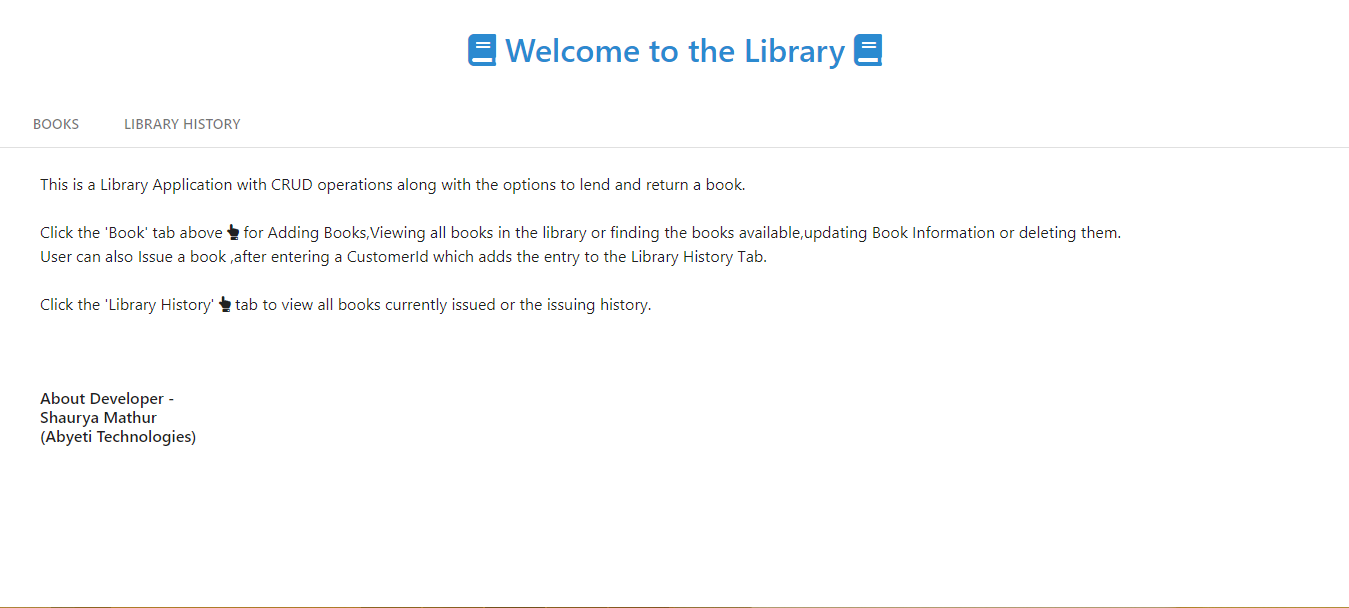 Welcome to the Library
BOOKS LIBRARY HISTORY
This is a Library Application with CRUD operations along with the options to lend and return a book.
Click the 'Book' tab above for Adding Books,Viewing all books in the library or finding the books available,updating Book Information or deleting them.
User can also Issue a book ,after entering a CustomerId which adds the entry to the Library History Tab.
Click the 'Library History' tab to view all books currently issued or the issuing history.
About Developer -
Shaurya Mathur
(Abyeti Technologies)